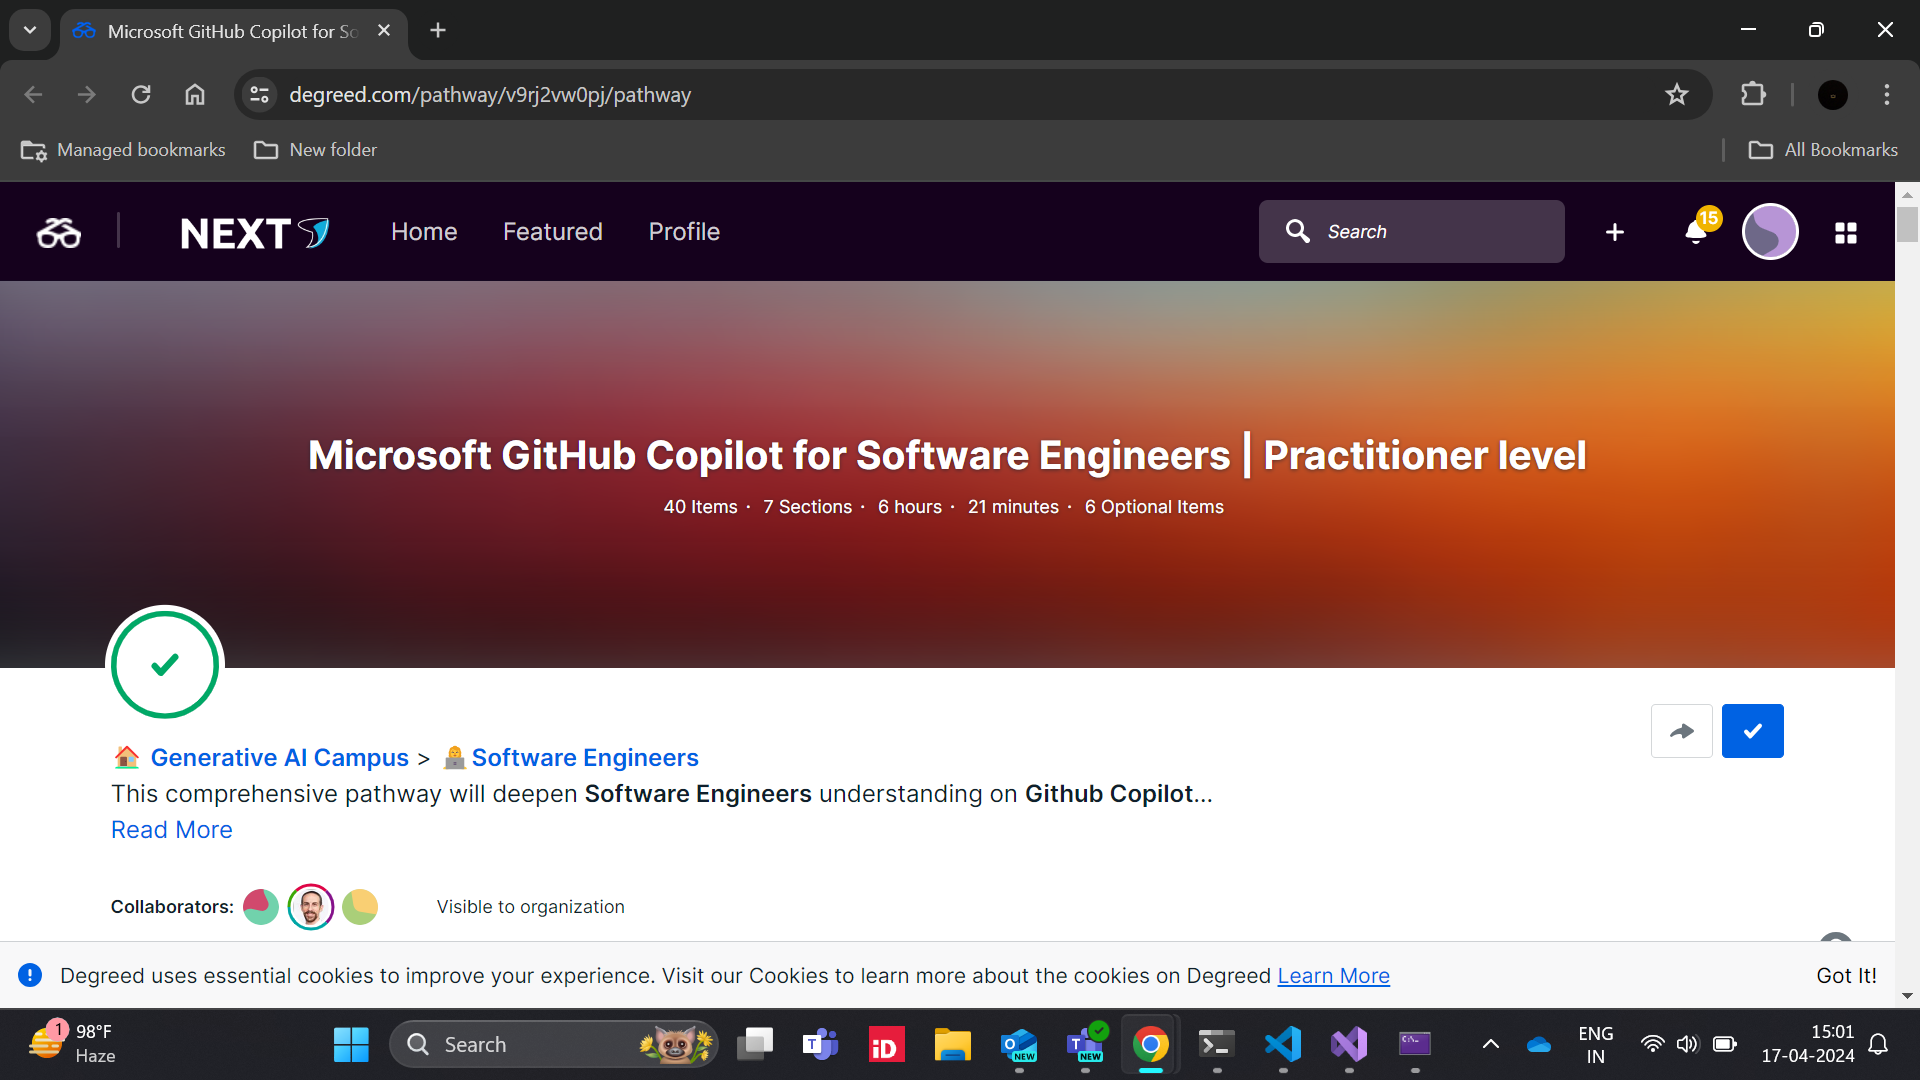 Microsoft GitHub Copilot for So
degreed.com/pathway/v9rj2vw0pj/pathway
Managed bookmarks
New folder
All Bookmarks
NEXT
Home
Featured
Profile
Search
15
Microsoft GitHub Copilot for Software Engineers | Practitioner level
40 Items · 7 Sections · 6 hours · 21 minutes · 6 Optional Items
Generative AI Campus > Software Engineers
This comprehensive pathway will deepen Software Engineers understanding on Github Copilot...
Read More
Collaborators:
Visible to organization
Degreed uses essential cookies to improve your experience. Visit our Cookies to learn more about the cookies on Degreed Learn More
Got It!
1
98°F
Haze
Search
T
iD
O
NEW
T
NEW
C:\_
ENG
IN
15:01
17-04-2024